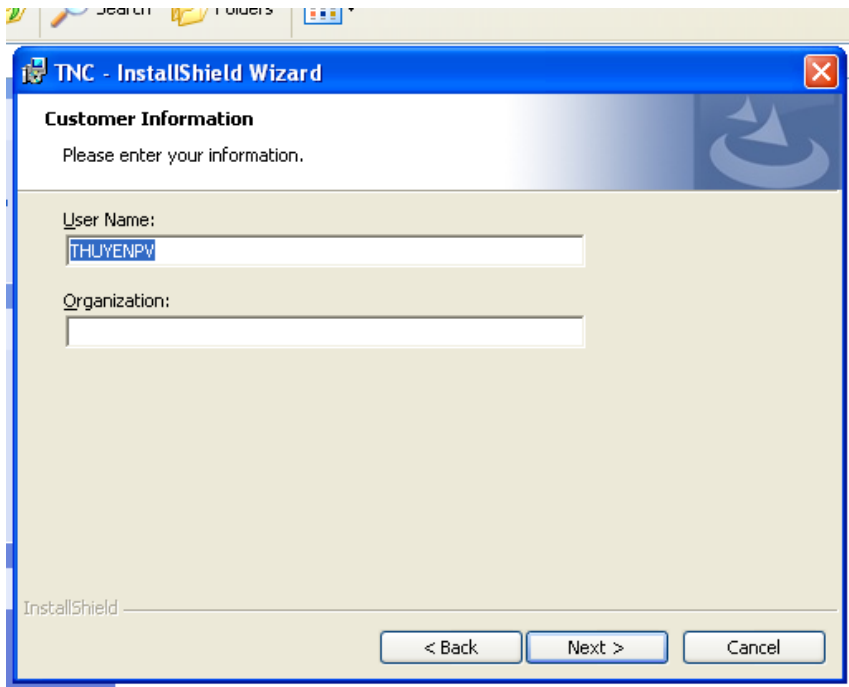 Search Folders
TNC - InstallShield Wizard
Customer Information
Please enter your information.
User Name:
THUYENPV
Organization:
InstallShield
< Back Next > Cancel